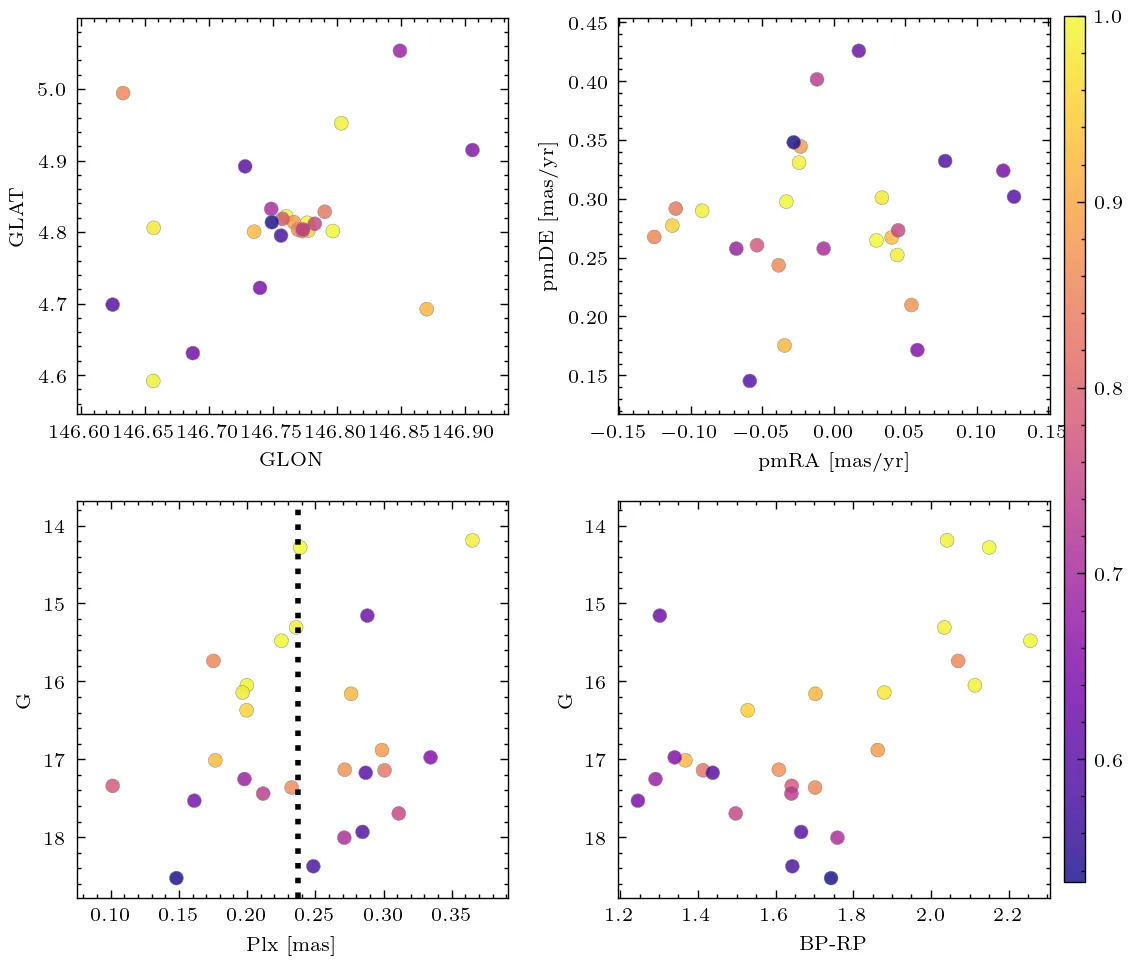 5.0
4.9
4.8
4.7
4.6
GLAT
146.60 146.65 146.70 146.75 146.80 146.85 146.90
GLON
0.45
0.40
0.35
0.30
0.25
0.20
0.15
pmDE [mas/yr]
−0.15 −0.10 −0.05 0.00 0.05 0.10 0.15
pmRA [mas/yr]
1.0
0.9
0.8
0.7
0.6
14
15
16
17
18
G
0.10 0.15 0.20 0.25 0.30 0.35
Plx [mas]
14
15
16
17
18
G
1.2 1.4 1.6 1.8 2.0 2.2
BP-RP